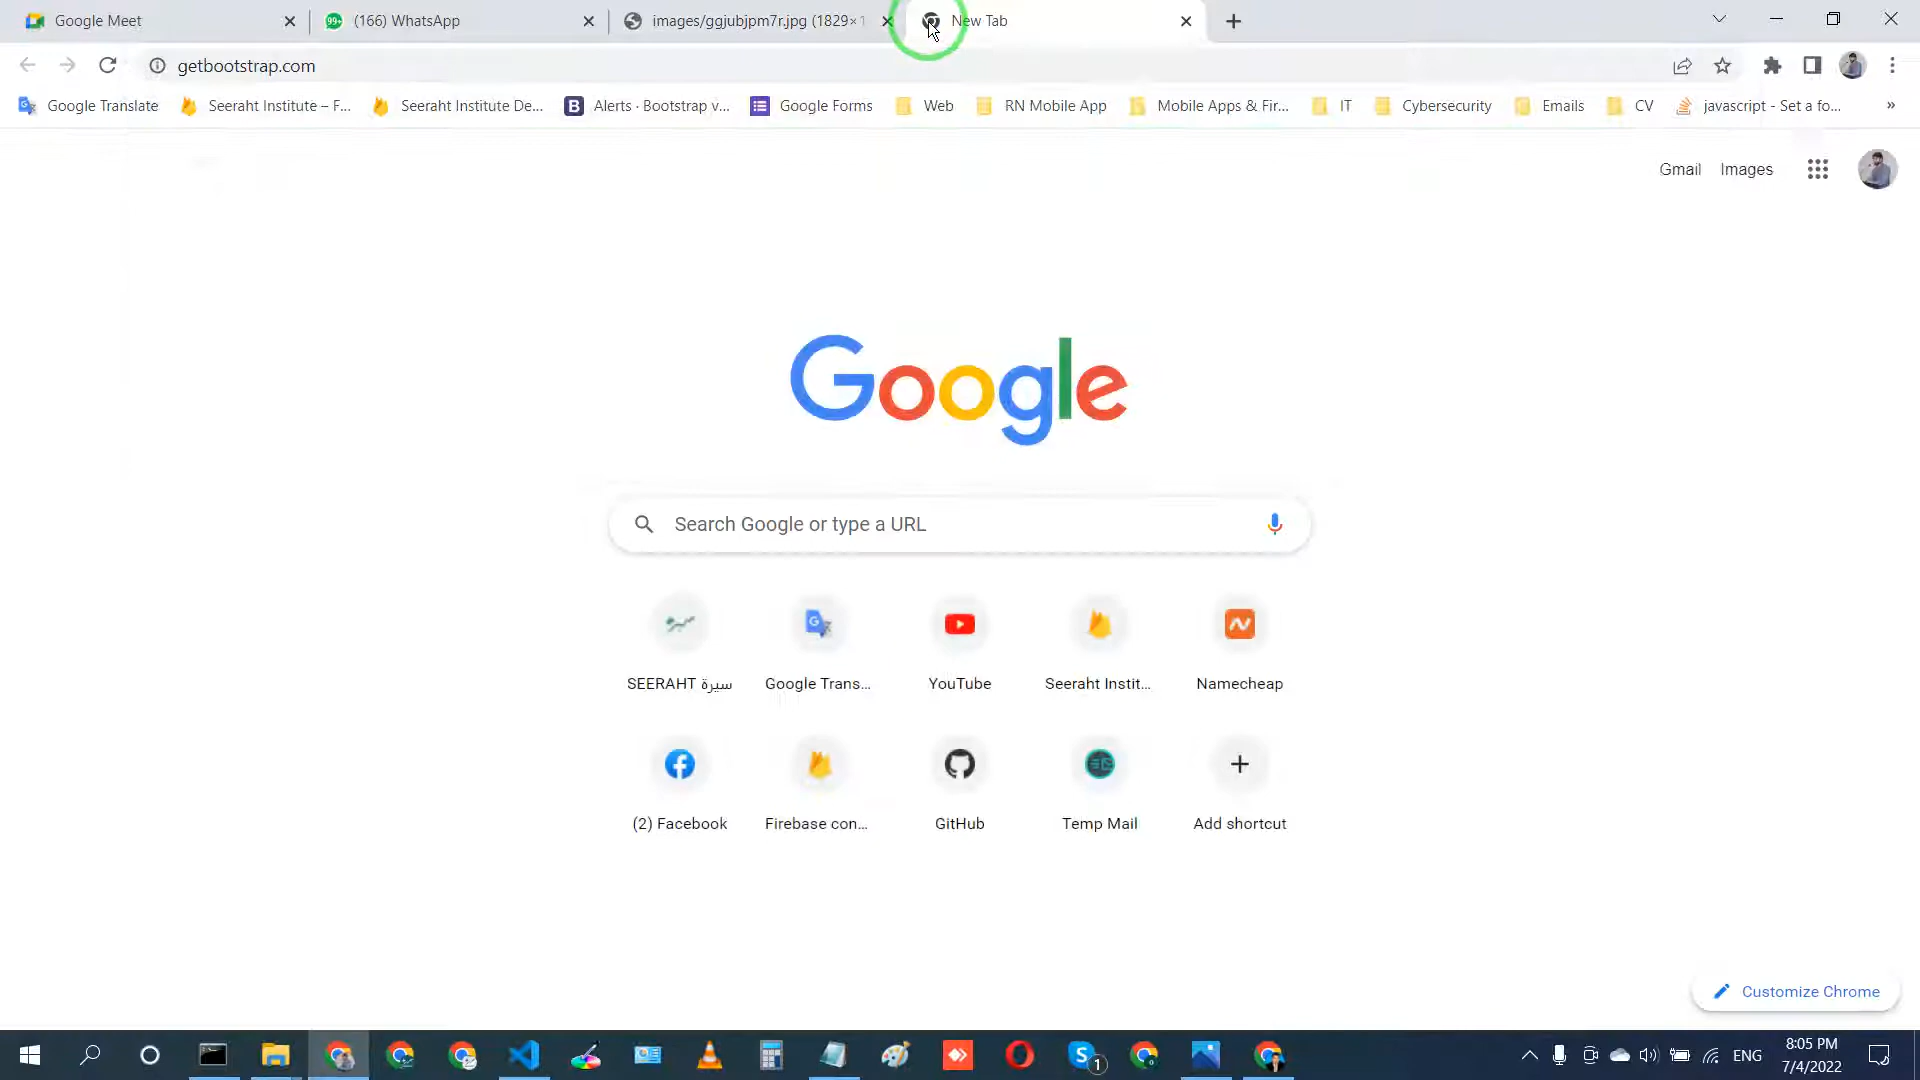 Google Meet
(166) WhatsApp
images/ggjubjpm7r.jpg (1829×1
New Tab
getbootstrap.com
Google Translate
Seeraht Institute – F...
Seeraht Institute De...
Alerts · Bootstrap v...
Google Forms
Web
RN Mobile App
Mobile Apps & Fir...
IT
Cybersecurity
Emails
CV
javascript - Set a fo...
»
Gmail
Images
Google
Search Google or type a URL
SEERAHT سيرة
Google Trans...
YouTube
Seeraht Instit...
Namecheap
(2) Facebook
Firebase con...
GitHub
Temp Mail
Add shortcut
Customize Chrome
99+
B
S
1
ENG
8:05 PM
7/4/2022